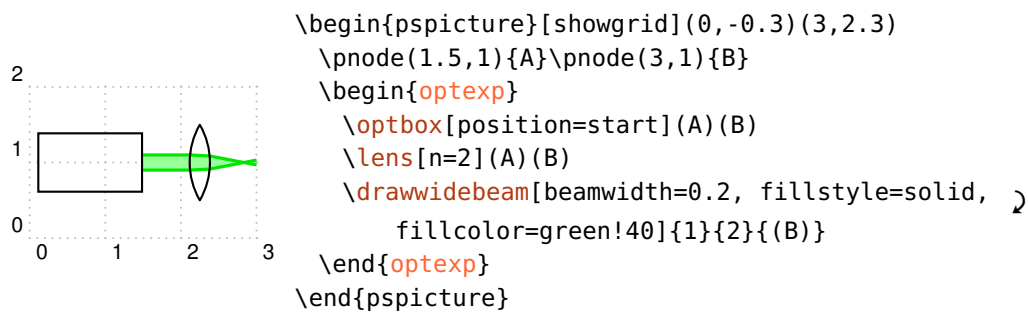 \begin{pspicture}[showgrid](0,-0.3)(3,2.3)
\pnode(1.5,1){A}\pnode(3,1){B}
\begin{optexp}
\optbox[position=start](A)(B)
\lens[n=2](A)(B)
\drawwidebeam[beamwidth=0.2, fillstyle=solid,
fillcolor=green!40]{1}{2}{(B)}
\end{optexp}
\end{pspicture}
2
1
0
0 1 2 3